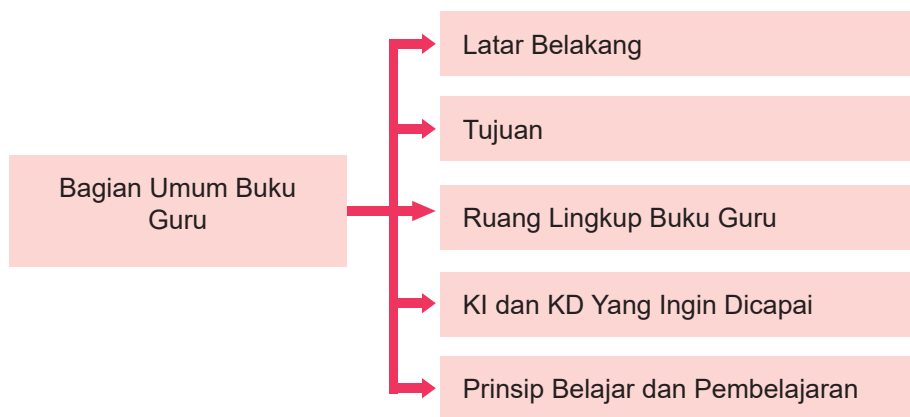 Bagian Umum Buku
Guru
Latar Belakang
Tujuan
Ruang Lingkup Buku Guru
KI dan KD Yang Ingin Dicapai
Prinsip Belajar dan Pembelajaran